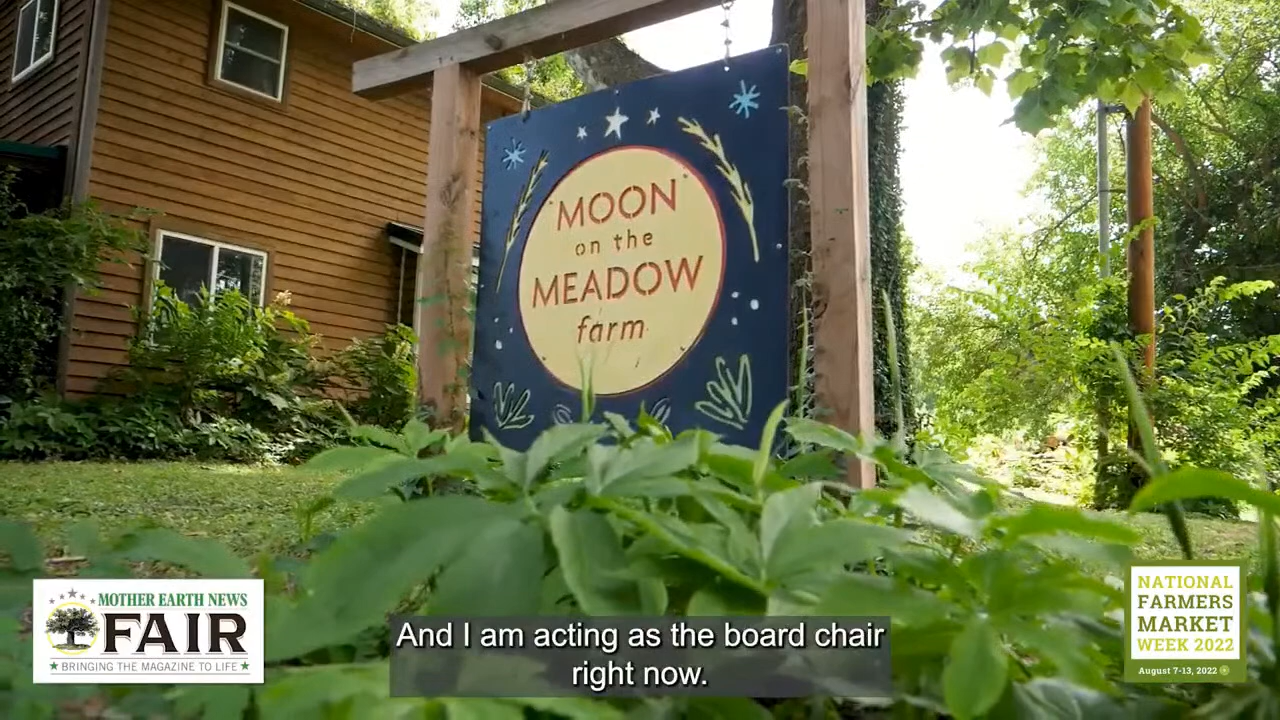 MOON
on the
MEADOW
farm
MOTHER EARTH NEWS
FAIR
BRINGING THE MAGAZINE TO LIFE
NATIONAL
FARMERS
MARKET
WEEK 2022
August 7-13, 2022
And I am acting as the board chair
right now.